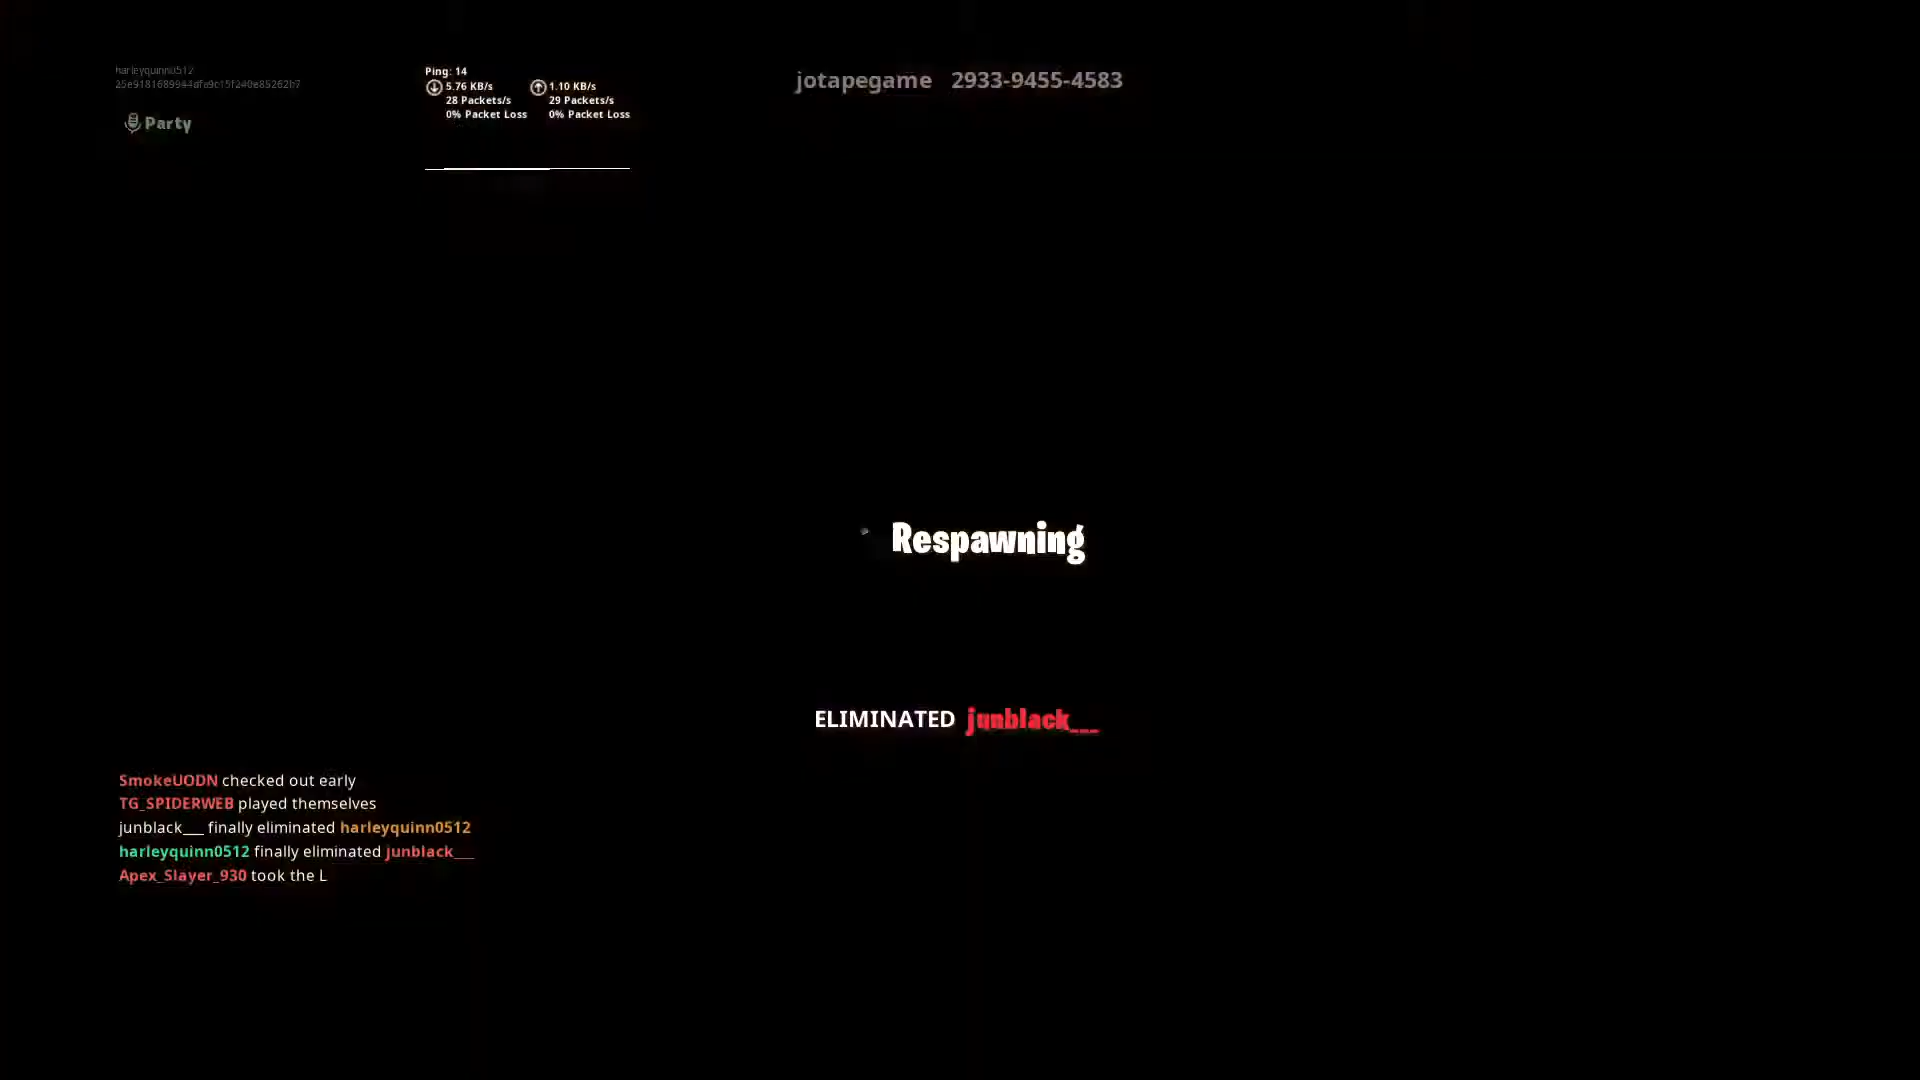 harleyquinn0512
Party
Ping: 14
5.76 KB/s
28 Packets/s
0% Packet Loss
1.10 KB/s
29 Packets/s
0% Packet Loss
jotapegame 2933-9455-4583
Respawning
ELIMINATED junblack___
SmokeUODN checked out early
TG_SPIDERWEB played themselves
junblack___ finally eliminated harleyquinn0512
harleyquinn0512 finally eliminated junblack___
Apex_Slayer_930 took the L